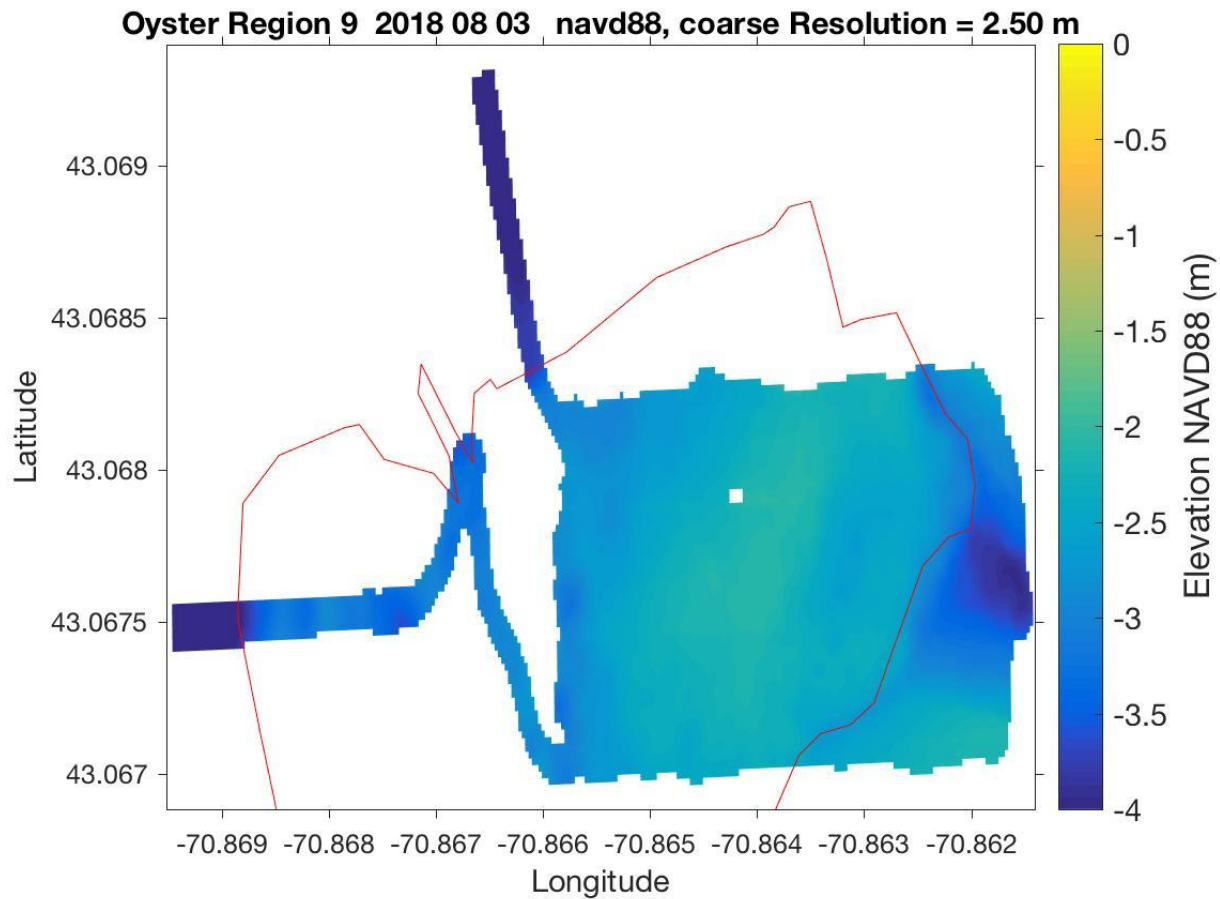 Oyster Region 9  2018 08 03   navd88, coarse Resolution = 2.50 m
43.069
43.0685
43.068
43.0675
43.067
Latitude
-70.869 -70.868 -70.867 -70.866 -70.865 -70.864 -70.863 -70.862
Longitude
0
-0.5
-1
-1.5
-2
-2.5
-3
-3.5
-4
Elevation NAVD88 (m)